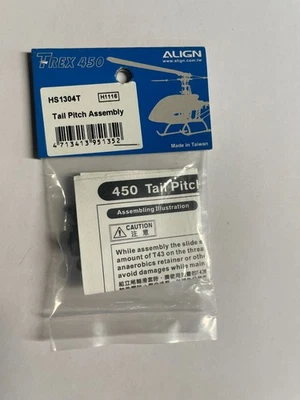 T-REX 450
ALIGN
www.align.com.tw
HS1304T
H1116
Tail Pitch Assembly
4713413951352
Made in Taiwan
450 Tail Pitch
Assembling Illustration
CAUTION
注意
While assembly the slide s
amount of T43 on the thre
anaerobics retainer or othe
avoid damages while main